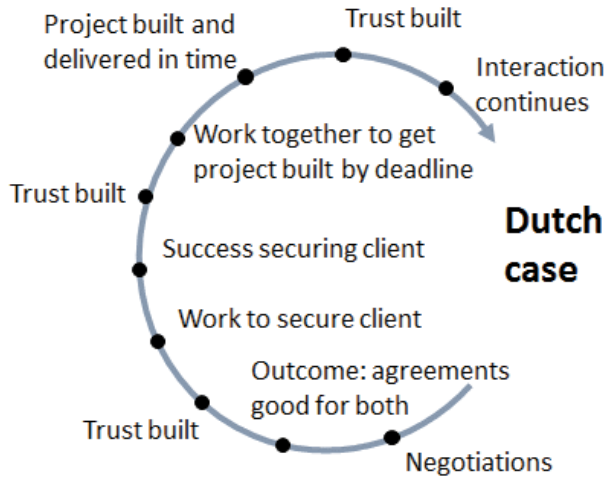 Project built and
delivered in time
Trust built
Interaction
continues
Work together to get
project built by deadline
Trust built
Dutch
case
Success securing client
Work to secure client
Outcome: agreements
good for both
Trust built
Negotiations